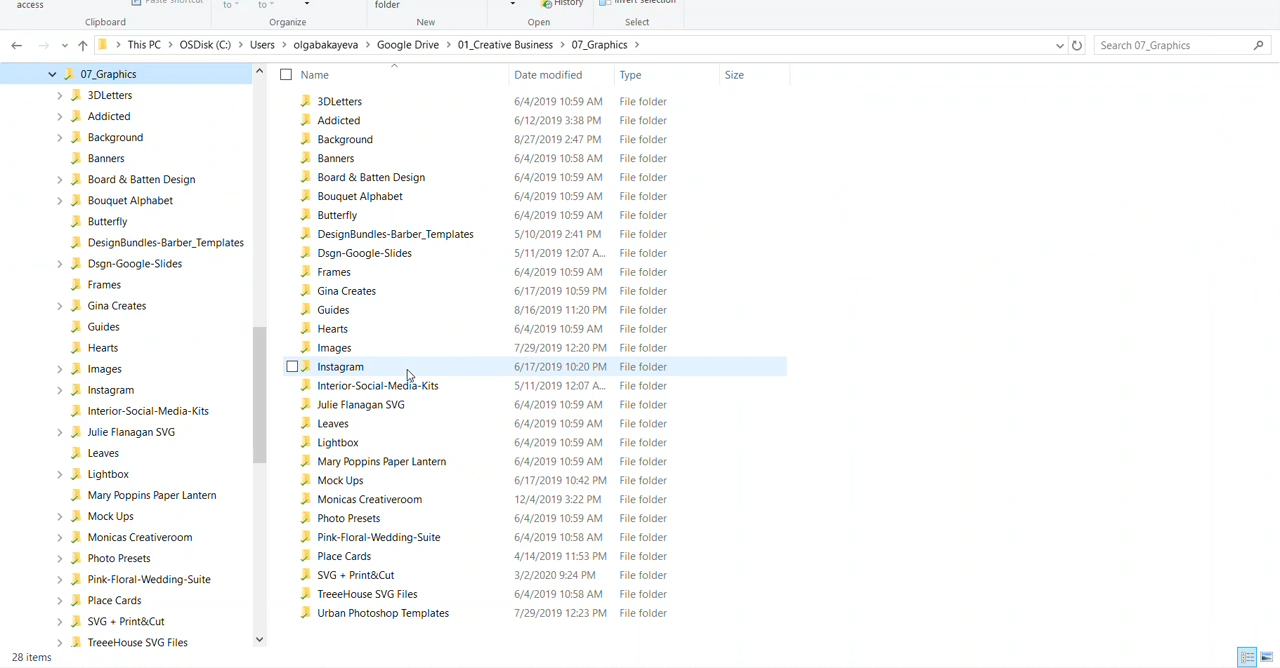 access
Paste shortcut
to
to
folder
History
Invert selection
Clipboard
Organize
New
Open
Select
This PC > OSDisk (C:) > Users > olgabakayeva > Google Drive > 01_Creative Business > 07_Graphics >
Search 07_Graphics
07_Graphics
3DLetters
Addicted
Background
Banners
Board & Batten Design
Bouquet Alphabet
Butterfly
DesignBundles-Barber_Templates
Dsgn-Google-Slides
Frames
Gina Creates
Guides
Hearts
Images
Instagram
Interior-Social-Media-Kits
Julie Flanagan SVG
Leaves
Lightbox
Mary Poppins Paper Lantern
Mock Ups
Monicas Creativeroom
Photo Presets
Pink-Floral-Wedding-Suite
Place Cards
SVG + Print&Cut
TreeeHouse SVG Files
Name Date modified Type Size
3DLetters 6/4/2019 10:59 AM File folder
Addicted 6/12/2019 3:38 PM File folder
Background 8/27/2019 2:47 PM File folder
Banners 6/4/2019 10:58 AM File folder
Board & Batten Design 6/4/2019 10:59 AM File folder
Bouquet Alphabet 6/4/2019 10:59 AM File folder
Butterfly 6/4/2019 10:59 AM File folder
DesignBundles-Barber_Templates 5/10/2019 2:41 PM File folder
Dsgn-Google-Slides 5/11/2019 12:07 A... File folder
Frames 6/4/2019 10:59 AM File folder
Gina Creates 6/17/2019 10:59 PM File folder
Guides 8/16/2019 11:20 PM File folder
Hearts 6/4/2019 10:59 AM File folder
Images 7/29/2019 12:20 PM File folder
Instagram 6/17/2019 10:20 PM File folder
Interior-Social-Media-Kits 5/11/2019 12:07 A... File folder
Julie Flanagan SVG 6/4/2019 10:59 AM File folder
Leaves 6/4/2019 10:59 AM File folder
Lightbox 6/4/2019 10:59 AM File folder
Mary Poppins Paper Lantern 6/4/2019 10:59 AM File folder
Mock Ups 6/17/2019 10:42 PM File folder
Monicas Creativeroom 12/4/2019 3:22 PM File folder
Photo Presets 6/4/2019 10:59 AM File folder
Pink-Floral-Wedding-Suite 6/4/2019 10:58 AM File folder
Place Cards 4/14/2019 11:53 PM File folder
SVG + Print&Cut 3/2/2020 9:24 PM File folder
TreeeHouse SVG Files 6/4/2019 10:58 AM File folder
Urban Photoshop Templates 7/29/2019 12:23 PM File folder
28 items